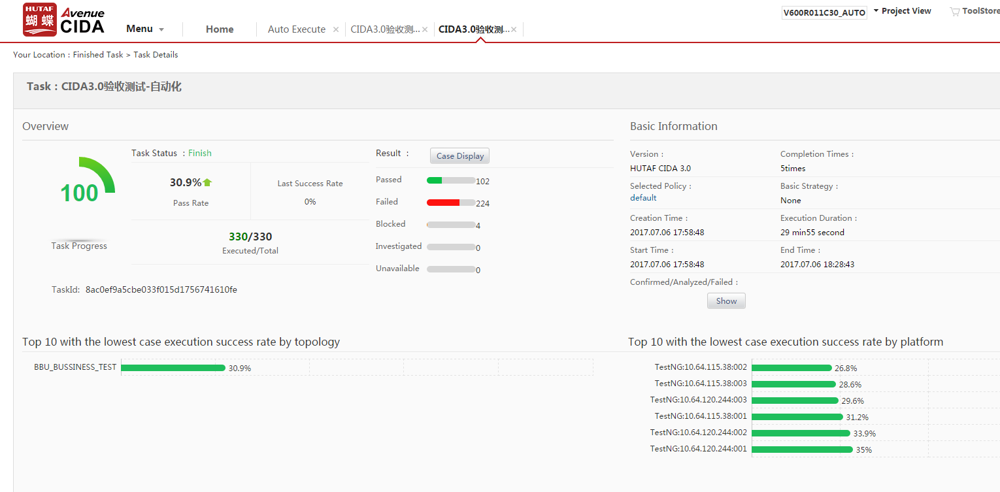 HUTAF
蝴蝶
Avenue
CIDA
Menu
Home
Auto Execute
CIDA3.0验收测...
CIDA3.0验收测...
V600R011C30_AUTO
Project View
ToolStore
Your Location : Finished Task > Task Details
Task : CIDA3.0验收测试-自动化
Overview
100
Task Progress
Task Status : Finish
30.9%
Pass Rate
Last Success Rate
0%
330/330
Executed/Total
TaskId: 8ac0ef9a5cbe033f015d1756741610fe
Result :
Case Display
Passed 102
Failed 224
Blocked 4
Investigated 0
Unavailable 0
Basic Information
Version :
HUTAF CIDA 3.0
Completion Times :
5times
Selected Policy :
default
Basic Strategy :
None
Creation Time :
2017.07.06 17:58:48
Execution Duration :
29 min55 second
Start Time :
2017.07.06 17:58:48
End Time :
2017.07.06 18:28:43
Confirmed/Analyzed/Failed :
Show
Top 10 with the lowest case execution success rate by topology
BBU_BUSSINESS_TEST 30.9%
Top 10 with the lowest case execution success rate by platform
TestNG:10.64.115.38:002 26.8%
TestNG:10.64.115.38:003 28.6%
TestNG:10.64.120.244:003 29.6%
TestNG:10.64.115.38:001 31.2%
TestNG:10.64.120.244:002 33.9%
TestNG:10.64.120.244:001 35%